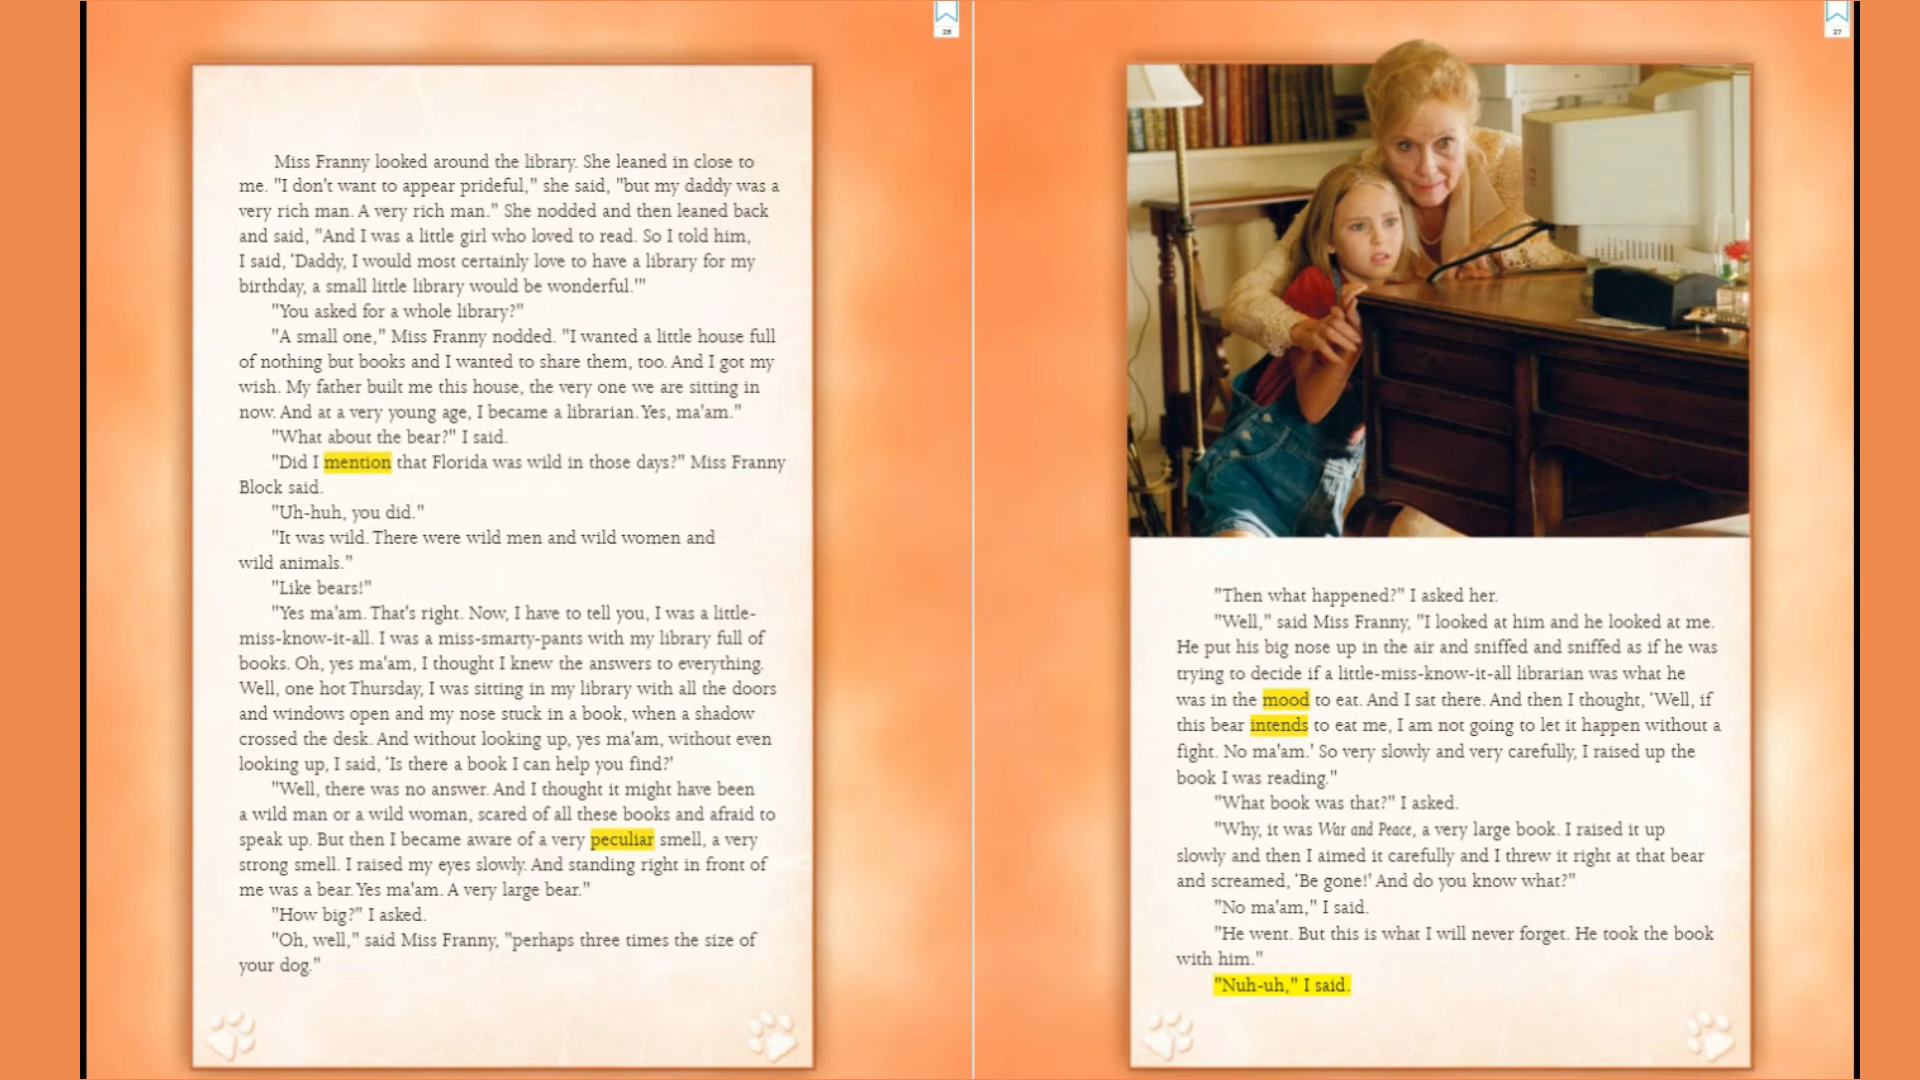 26
Miss Franny looked around the library. She leaned in close to
me. "I don't want to appear prideful," she said, "but my daddy was a
very rich man. A very rich man." She nodded and then leaned back
and said, "And I was a little girl who loved to read. So I told him,
I said, 'Daddy, I would most certainly love to have a library for my
birthday, a small little library would be wonderful.'"
"You asked for a whole library?"
"A small one," Miss Franny nodded. "I wanted a little house full
of nothing but books and I wanted to share them, too. And I got my
wish. My father built me this house, the very one we are sitting in
now. And at a very young age, I became a librarian. Yes, ma'am."
"What about the bear?" I said.
"Did I mention that Florida was wild in those days?" Miss Franny
Block said.
"Uh-huh, you did."
"It was wild. There were wild men and wild women and
wild animals."
"Like bears!"
"Yes ma'am. That's right. Now, I have to tell you, I was a little-
miss-know-it-all. I was a miss-smarty-pants with my library full of
books. Oh, yes ma'am, I thought I knew the answers to everything.
Well, one hot Thursday, I was sitting in my library with all the doors
and windows open and my nose stuck in a book, when a shadow
crossed the desk. And without looking up, yes ma'am, without even
looking up, I said, 'Is there a book I can help you find?'
"Well, there was no answer. And I thought it might have been
a wild man or a wild woman, scared of all these books and afraid to
speak up. But then I became aware of a very peculiar smell, a very
strong smell. I raised my eyes slowly. And standing right in front of
me was a bear. Yes ma'am. A very large bear."
"How big?" I asked.
"Oh, well," said Miss Franny, "perhaps three times the size of
your dog."
27
"Then what happened?" I asked her.
"Well," said Miss Franny, "I looked at him and he looked at me.
He put his big nose up in the air and sniffed and sniffed as if he was
trying to decide if a little-miss-know-it-all librarian was what he
was in the mood to eat. And I sat there. And then I thought, 'Well, if
this bear intends to eat me, I am not going to let it happen without a
fight. No ma'am.' So very slowly and very carefully, I raised up the
book I was reading."
"What book was that?" I asked.
"Why, it was War and Peace, a very large book. I raised it up
slowly and then I aimed it carefully and I threw it right at that bear
and screamed, 'Be gone!' And do you know what?"
"No ma'am," I said.
"He went. But this is what I will never forget. He took the book
with him."
"Nuh-uh," I said.